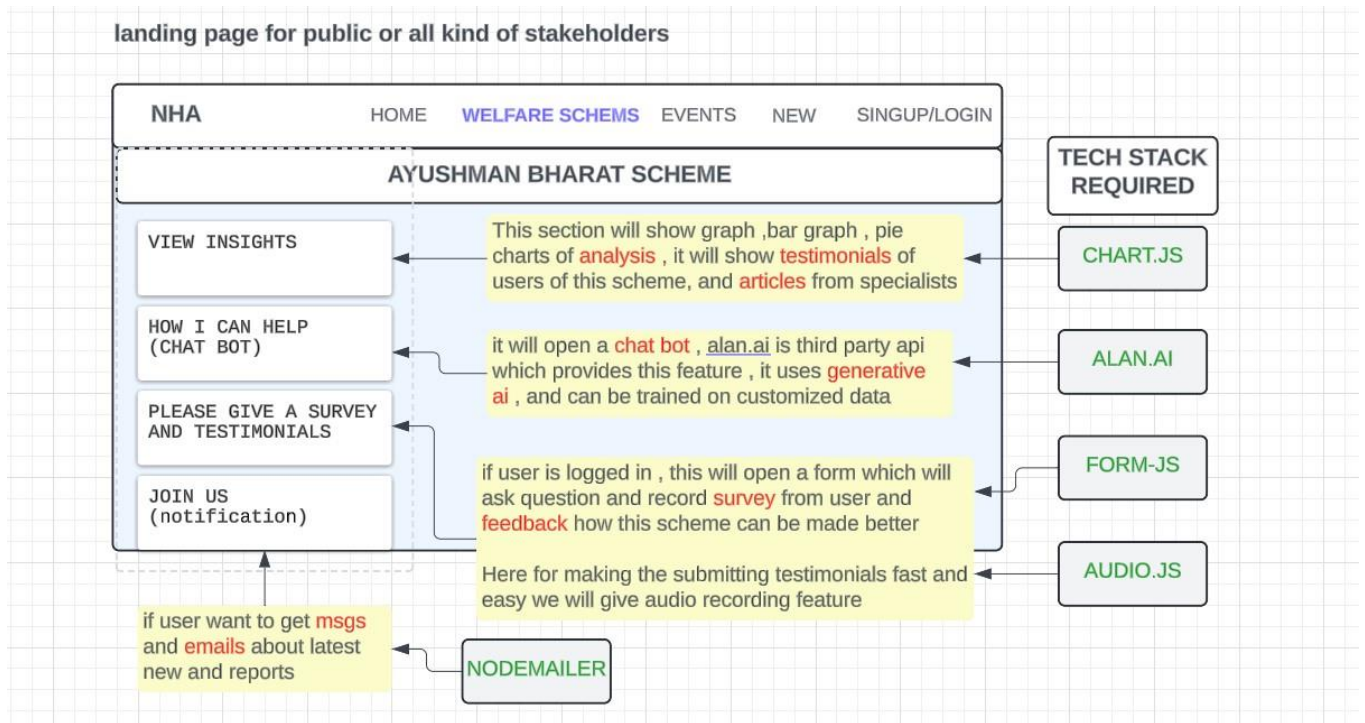 landing page for public or all kind of stakeholders
NHA
HOME
WELFARE SCHEMS
EVENTS
NEW
SINGUP/LOGIN
AYUSHMAN BHARAT SCHEME
TECH STACK
REQUIRED
VIEW INSIGHTS
This section will show graph ,bar graph , pie
charts of analysis , it will show testimonials of
users of this scheme, and articles from specialists
CHART.JS
HOW I CAN HELP
(CHAT BOT)
it will open a chat bot , alan.ai is third party api
which provides this feature , it uses generative
ai , and can be trained on customized data
ALAN.AI
PLEASE GIVE A SURVEY
AND TESTIMONIALS
if user is logged in , this will open a form which will
ask question and record survey from user and
feedback how this scheme can be made better
FORM-JS
Here for making the submitting testimonials fast and
easy we will give audio recording feature
AUDIO.JS
JOIN US
(notification)
if user want to get msgs
and emails about latest
new and reports
NODEMAILER